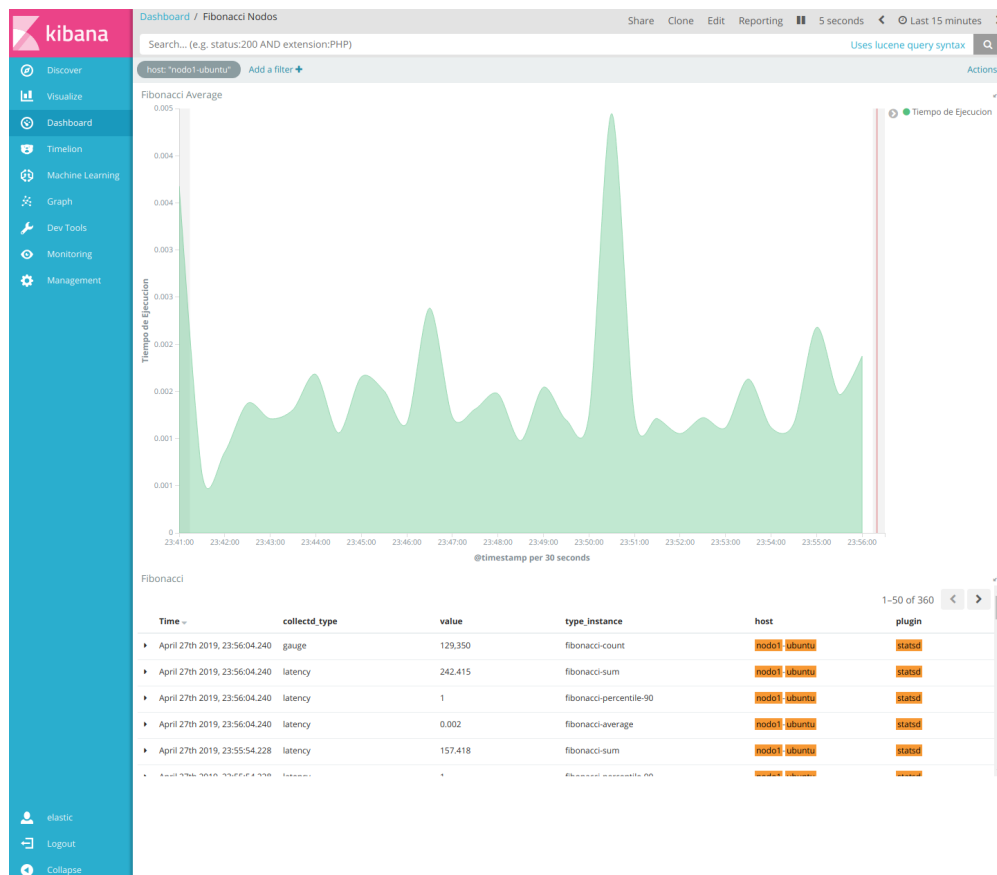 kibana
Discover
Visualize
Dashboard
Timelion
Machine Learning
Graph
Dev Tools
Monitoring
Management
elastic
Logout
Collapse
Dashboard / Fibonacci Nodos
Share Clone Edit Reporting 5 seconds Last 15 minutes
Search... (e.g. status:200 AND extension:PHP) Uses lucene query syntax
host: "nodo1-ubuntu" Add a filter + Actions
Fibonacci Average
Tiempo de Ejecucion
0.005
0.004
0.004
0.003
0.003
0.002
0.002
0.001
0.001
0
Tiempo de Ejecucion
23:41:00 23:42:00 23:43:00 23:44:00 23:45:00 23:46:00 23:47:00 23:48:00 23:49:00 23:50:00 23:51:00 23:52:00 23:53:00 23:54:00 23:55:00 23:56:00
@timestamp per 30 seconds
Fibonacci
1–50 of 360
Time collectd_type value type_instance host plugin
April 27th 2019, 23:56:04.240 gauge 129,350 fibonacci-count nodo1-ubuntu statsd
April 27th 2019, 23:56:04.240 latency 242.415 fibonacci-sum nodo1-ubuntu statsd
April 27th 2019, 23:56:04.240 latency 1 fibonacci-percentile-90 nodo1-ubuntu statsd
April 27th 2019, 23:56:04.240 latency 0.002 fibonacci-average nodo1-ubuntu statsd
April 27th 2019, 23:55:54.228 latency 157.418 fibonacci-sum nodo1-ubuntu statsd